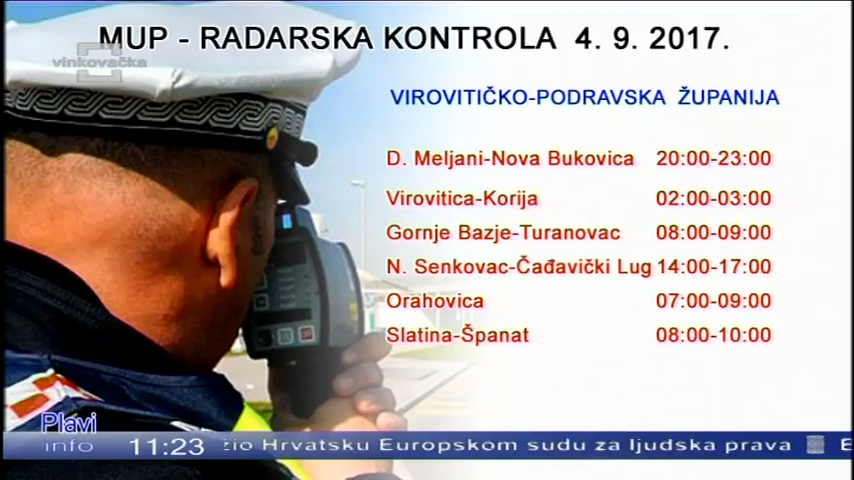 MUP - RADARSKA KONTROLA 4. 9. 2017.
vinkovačka
VIROVITIČKO-PODRAVSKA ŽUPANIJA
D. Meljani-Nova Bukovica 20:00-23:00
Virovitica-Korija 02:00-03:00
Gornje Bazje-Turanovac 08:00-09:00
N. Senkovac-Čađavički Lug 14:00-17:00
Orahovica 07:00-09:00
Slatina-Španat 08:00-10:00
Plavi
info 11:23 žio Hrvatsku Europskom sudu za ljudska prava E